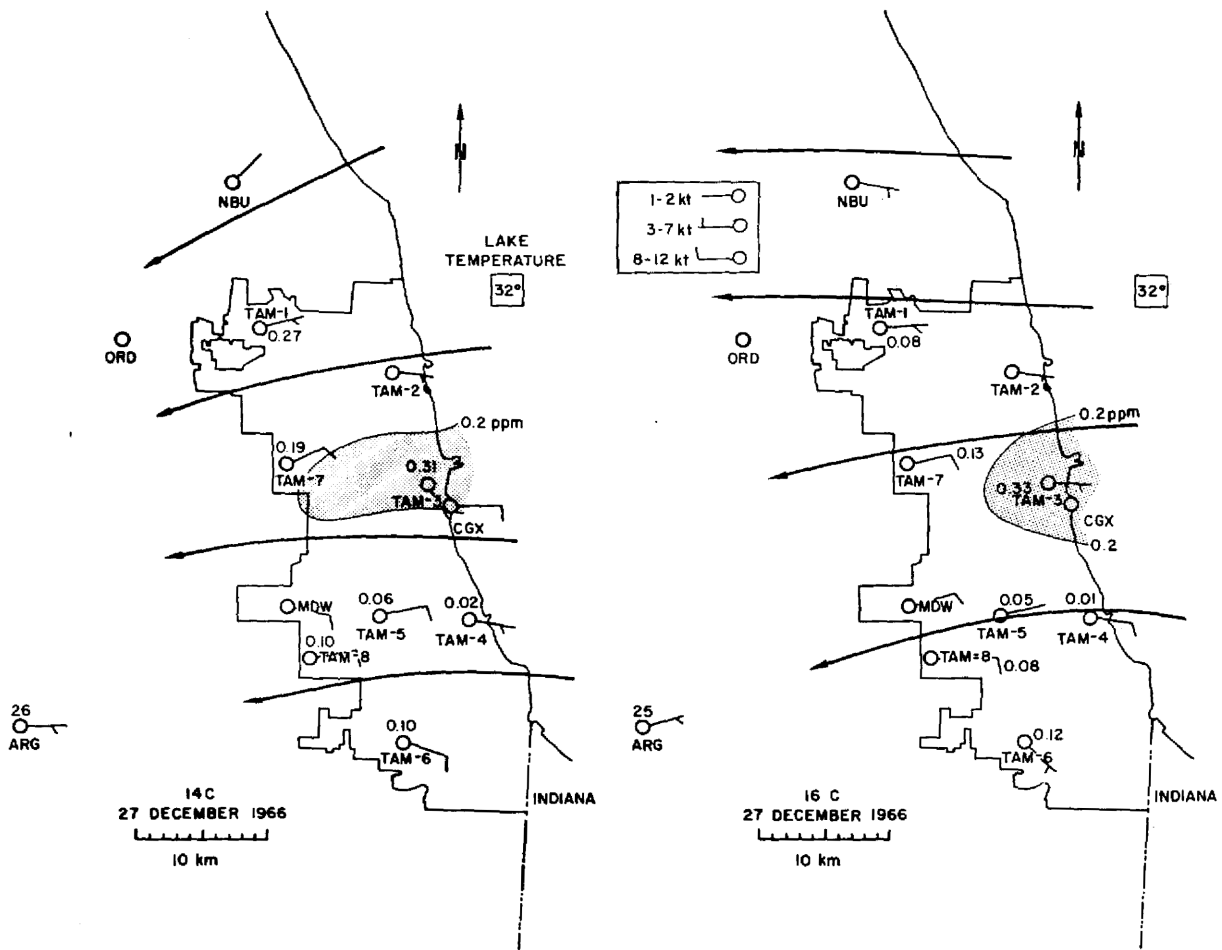 N
NBU
LAKE
TEMPERATURE
32°
TAM-1
0.27
ORD
TAM-2
0.2 ppm
0.19
TAM-7
0.31
TAM-3
CGX
MDW
0.06
TAM-5
0.02
TAM-4
0.10
TAM-8
26
ARG
0.10
TAM-6
INDIANA
14C
27 DECEMBER 1966
10 km
N
NBU
1-2 kt
3-7 kt
8-12 kt
32°
TAM-1
0.08
ORD
TAM-2
0.2 ppm
0.13
TAM-7
0.33
TAM-3
CGX
0.2
MDW
0.05
TAM-5
0.01
TAM-4
TAM=8
0.08
25
ARG
0.12
TAM-6
INDIANA
16 C
27 DECEMBER 1966
10 km